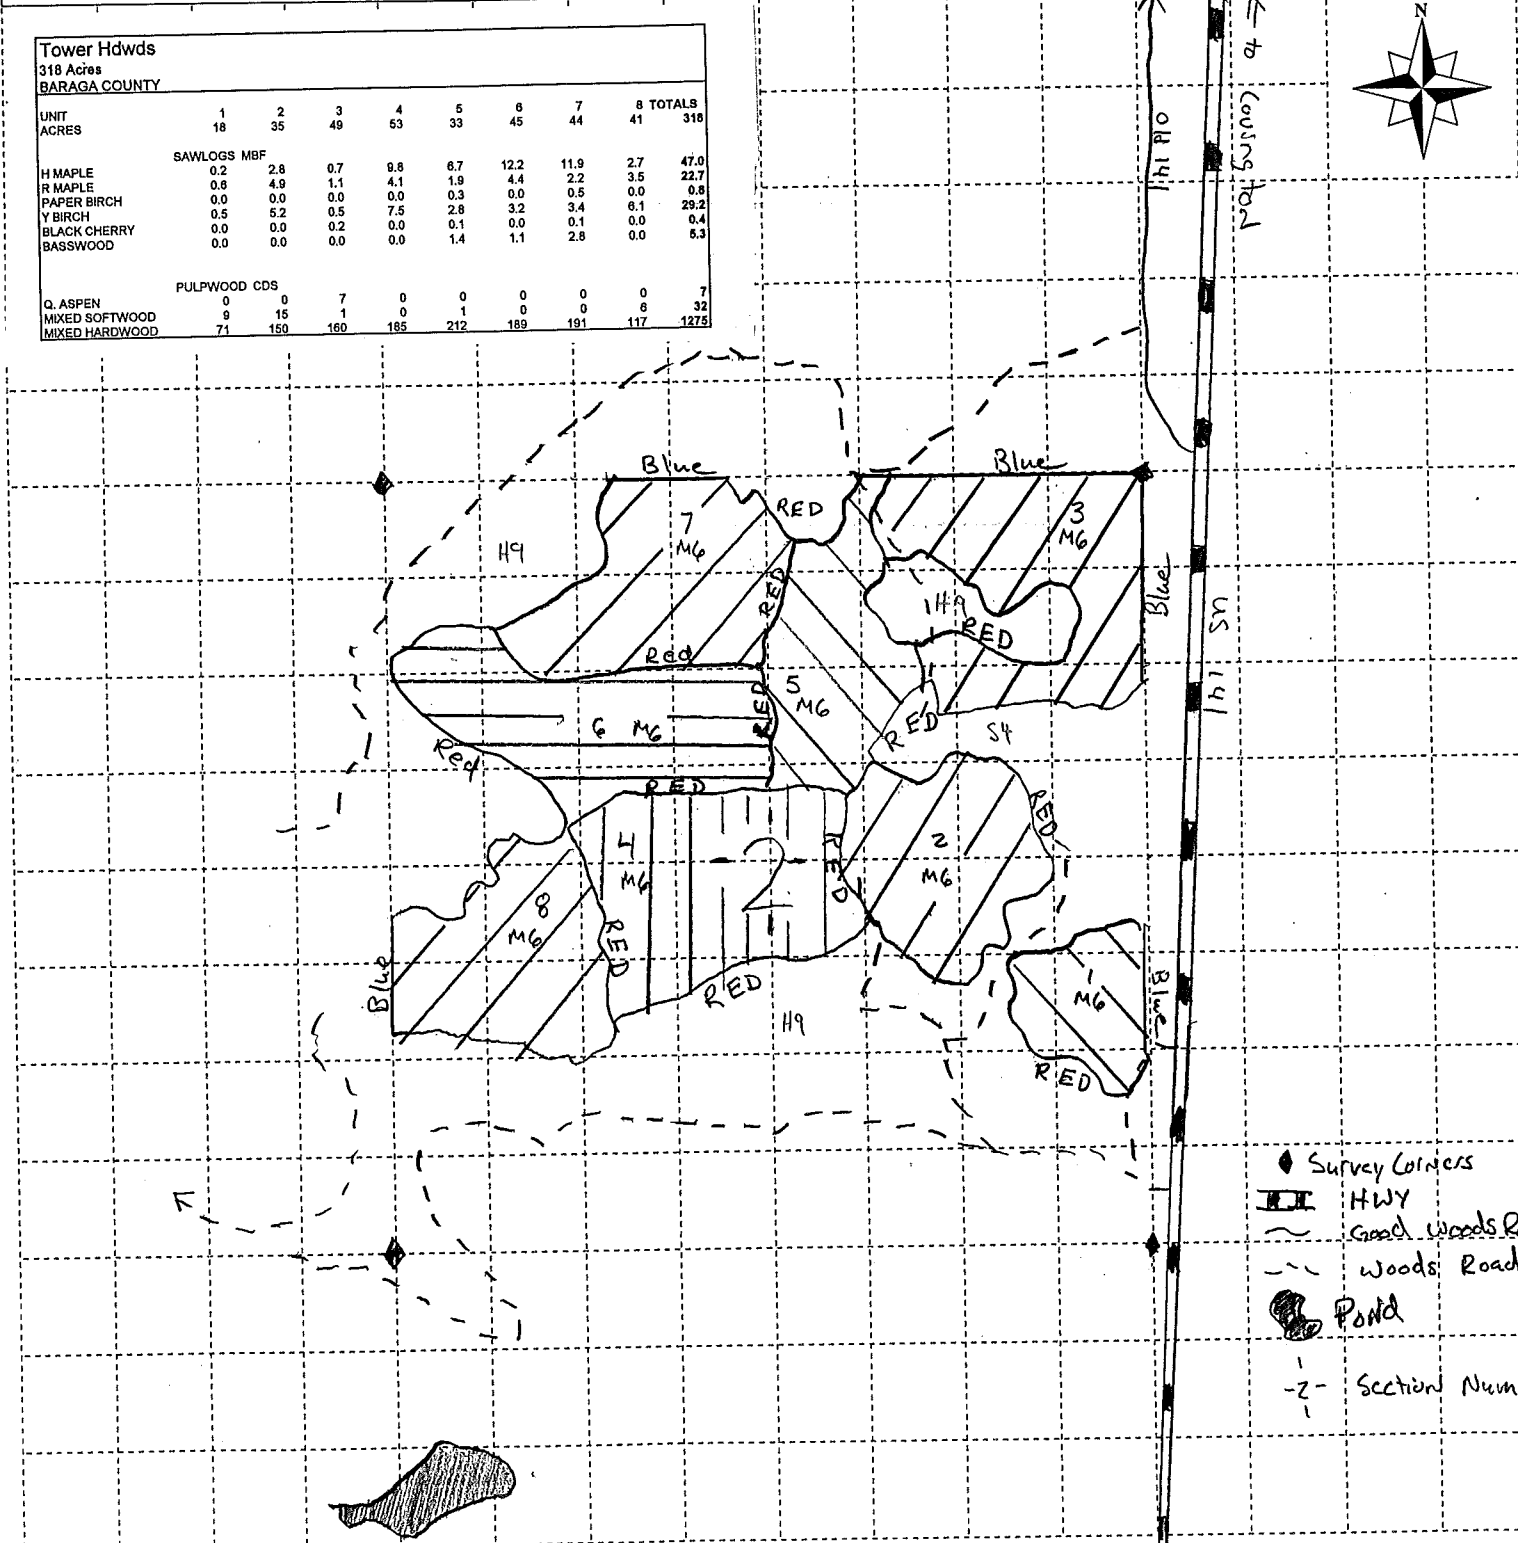 Tower Hdwds
318 Acres
BARAGA COUNTY
UNIT 1 2 3 4 5 6 7 8 TOTALS
ACRES 18 35 49 53 33 45 44 41 318
SAWLOGS MBF
H MAPLE 0.2 2.8 0.7 9.8 6.7 12.2 11.9 2.7 47.0
R MAPLE 0.6 4.9 1.1 4.1 1.9 4.4 2.2 3.5 22.7
PAPER BIRCH 0.0 0.0 0.0 0.0 0.3 0.0 0.5 0.0 0.8
Y BIRCH 0.5 5.2 0.5 7.5 2.8 3.2 3.4 6.1 29.2
BLACK CHERRY 0.0 0.0 0.2 0.0 0.1 0.0 0.1 0.0 0.4
BASSWOOD 0.0 0.0 0.0 0.0 1.4 1.1 2.8 0.0 5.3
PULPWOOD CDS
Q. ASPEN 0 0 7 0 0 0 0 0 7
MIXED SOFTWOOD 9 15 1 0 1 0 0 6 32
MIXED HARDWOOD 71 150 160 185 212 189 191 117 1275
N
Old 141
Blue
Blue
RED
3
M6
7
M6
H9
RED
H9
RED
Blue
US 141
Red
5
M6
RED
6 M6
RED
S4
Red
RED
RED
4
M6
-2-
RED
2
M6
8
M6
RED
Blue
RED
1
M6
Blue
H9
RED
Survey Corners
HWY
Good Woods
Woods Road
Pond
-2- Section